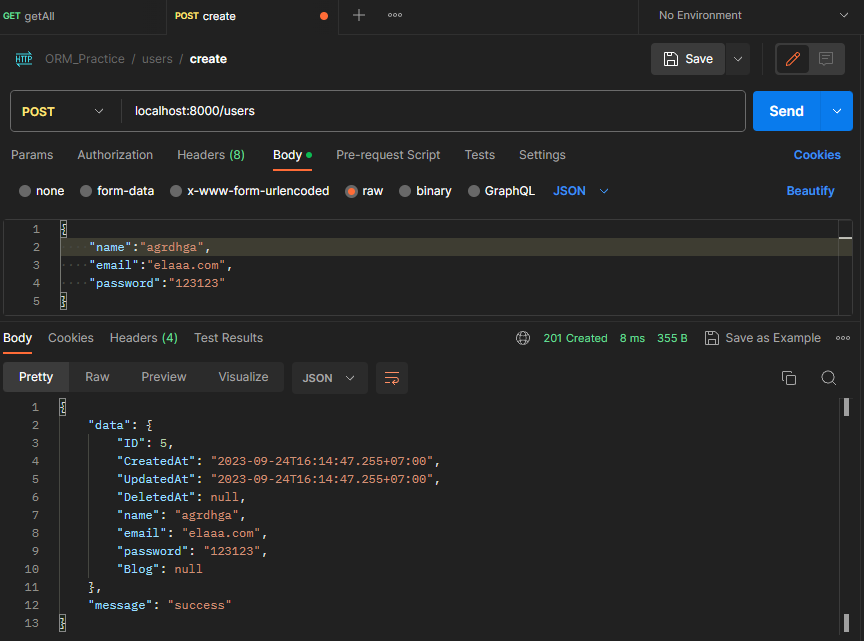 GET getAll
POST create
No Environment
HTTP ORM_Practice / users / create
Save
POST localhost:8000/users
Send
Params Authorization Headers (8) Body Pre-request Script Tests Settings Cookies
none form-data x-www-form-urlencoded raw binary GraphQL JSON Beautify
1 {
2 "name":"agrdhga",
3 "email":"elaaa.com",
4 "password":"123123"
5 }
Body Cookies Headers (4) Test Results 201 Created 8 ms 355 B Save as Example
Pretty Raw Preview Visualize JSON
1 {
2 "data": {
3 "ID": 5,
4 "CreatedAt": "2023-09-24T16:14:47.255+07:00",
5 "UpdatedAt": "2023-09-24T16:14:47.255+07:00",
6 "DeletedAt": null,
7 "name": "agrdhga",
8 "email": "elaaa.com",
9 "password": "123123",
10 "Blog": null
11 },
12 "message": "success"
13 }